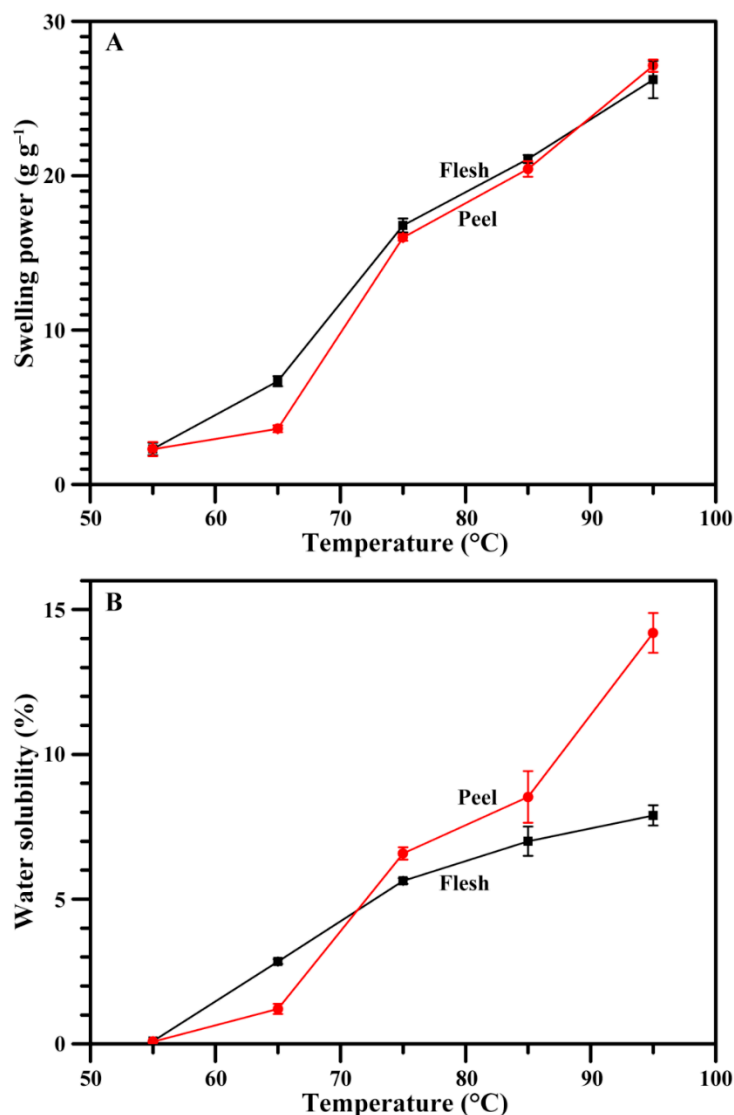 A
30
20
10
0
Swelling power (g g⁻¹)
Flesh
Peel
50 60 70 80 90 100
Temperature (°C)
B
15
10
5
0
Water solubility (%)
Peel
Flesh
50 60 70 80 90 100
Temperature (°C)